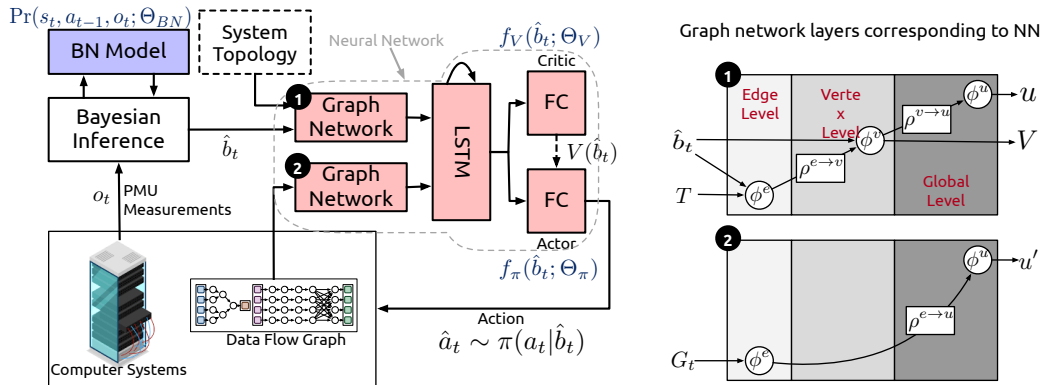 Pr(s_t, a_{t−1}, o_t; Θ_{BN})
BN Model
System
Topology
Neural Network
f_V(b̂_t; Θ_V)
Critic
Bayesian
Inference
1
Graph
Network
LSTM
FC
b̂_t
V(b̂_t)
2
Graph
Network
FC
o_t
PMU
Measurements
Actor
f_π(b̂_t; Θ_π)
Computer Systems
Data Flow Graph
Action
â_t ∼ π(a_t|b̂_t)
Graph network layers corresponding to NN
1
Edge
Level
Verte
x
Level
ϕ^u
u
ρ^{v→u}
b̂_t
ϕ^v
V
ρ^{e→v}
T
ϕ^e
Global
Level
2
ϕ^u
u′
ρ^{e→u}
G_t
ϕ^e